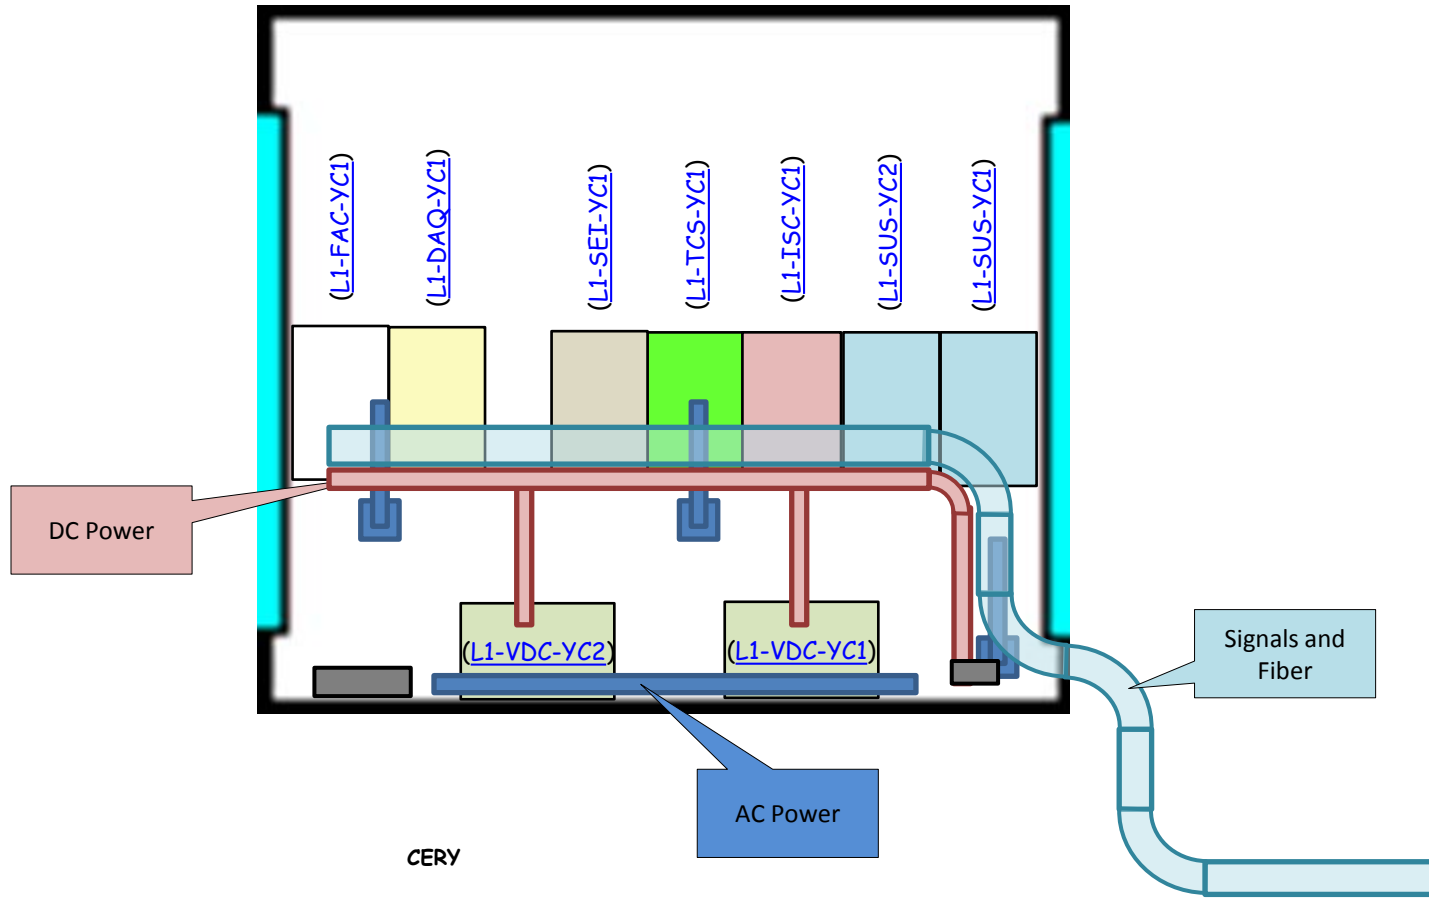 (L1-FAC-YC1)
(L1-DAQ-YC1)
(L1-SEI-YC1)
(L1-TCS-YC1)
(L1-ISC-YC1)
(L1-SUS-YC2)
(L1-SUS-YC1)
DC Power
(L1-VDC-YC2)
(L1-VDC-YC1)
Signals and
Fiber
AC Power
CERY